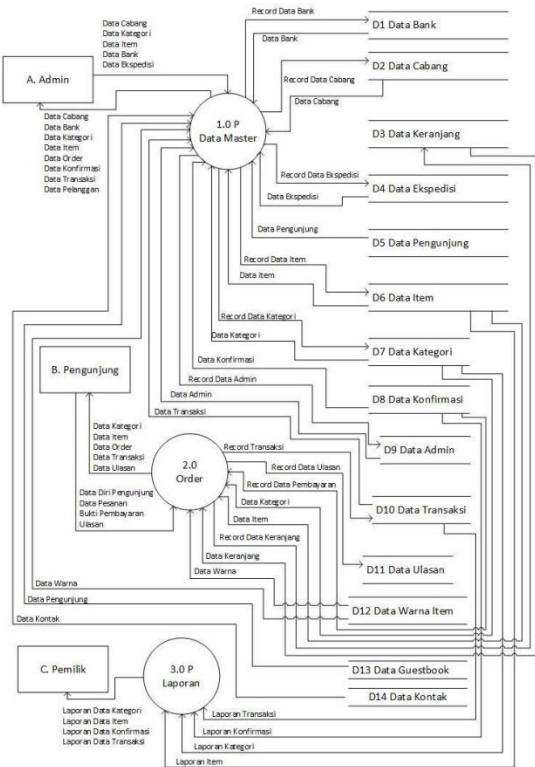 Data Cabang
Data Kategori
Data Item
Data Bank
Data Ekspedisi
A. Admin
Data Cabang
Data Bank
Data Kategori
Data Item
Data Order
Data Konfirmasi
Data Transaksi
Data Pelanggan
1.0 P
Data Master
Record Data Bank
Data Bank
D1 Data Bank
Record Data Cabang
Data Cabang
D2 Data Cabang
D3 Data Keranjang
Record Data Ekspedisi
Data Ekspedisi
D4 Data Ekspedisi
Data Pengunjung
D5 Data Pengunjung
Record Data Item
Data Item
D6 Data Item
Record Data Kategori
Data Kategori
D7 Data Kategori
Data Konfirmasi
D8 Data Konfirmasi
Record Data Admin
Data Admin
D9 Data Admin
Data Transaksi
B. Pengunjung
Data Kategori
Data Item
Data Order
Data Transaksi
Data Ulasan
Data Diri Pengunjung
Data Pesanan
Bukti Pembayaran
Ulasan
2.0
Order
Record Transaksi
Record Data Ulasan
Record Data Pembayaran
Data Kategori
Data Item
Record Data Keranjang
Data Keranjang
Data Warna
D10 Data Transaksi
D11 Data Ulasan
D12 Data Warna Item
Data Warna
Data Pengunjung
Data Kontak
D13 Data Guestbook
D14 Data Kontak
C. Pemilik
Laporan Data Kategori
Laporan Data Item
Laporan Data Konfirmasi
Laporan Data Transaksi
3.0 P
Laporan
Laporan Transaksi
Laporan Konfirmasi
Laporan Kategori
Laporan Item